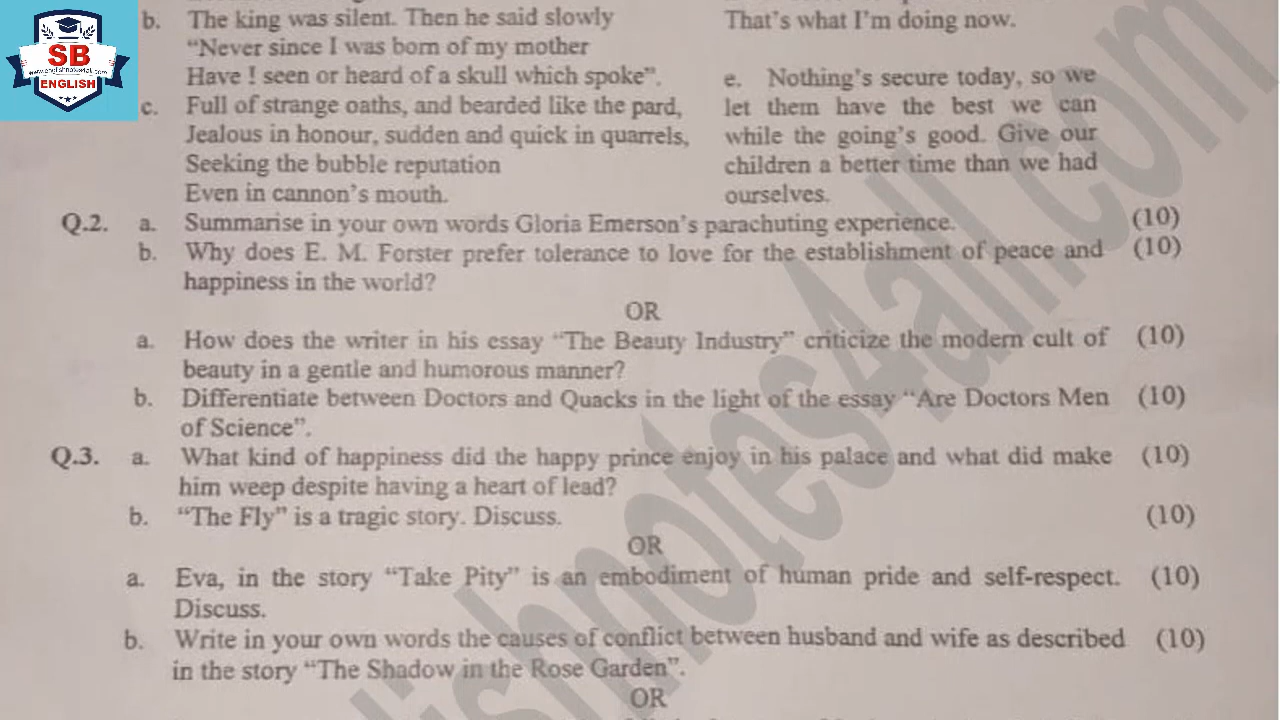 SB
www.englishnotes4all.com
ENGLISH
b. The king was silent. Then he said slowly
“Never since I was born of my mother
Have ! seen or heard of a skull which spoke”.
c. Full of strange oaths, and bearded like the pard,
Jealous in honour, sudden and quick in quarrels,
Seeking the bubble reputation
Even in cannon’s mouth.
That’s what I’m doing now.
e. Nothing’s secure today, so we
let them have the best we can
while the going’s good. Give our
children a better time than we had
ourselves.
Q.2. a. Summarise in your own words Gloria Emerson’s parachuting experience. (10)
b. Why does E. M. Forster prefer tolerance to love for the establishment of peace and (10)
happiness in the world?
OR
a. How does the writer in his essay “The Beauty Industry” criticize the modern cult of (10)
beauty in a gentle and humorous manner?
b. Differentiate between Doctors and Quacks in the light of the essay “Are Doctors Men (10)
of Science”.
Q.3. a. What kind of happiness did the happy prince enjoy in his palace and what did make (10)
him weep despite having a heart of lead?
b. “The Fly” is a tragic story. Discuss. (10)
OR
a. Eva, in the story “Take Pity” is an embodiment of human pride and self-respect. (10)
Discuss.
b. Write in your own words the causes of conflict between husband and wife as described (10)
in the story “The Shadow in the Rose Garden”.
OR
lishnotes4all.com